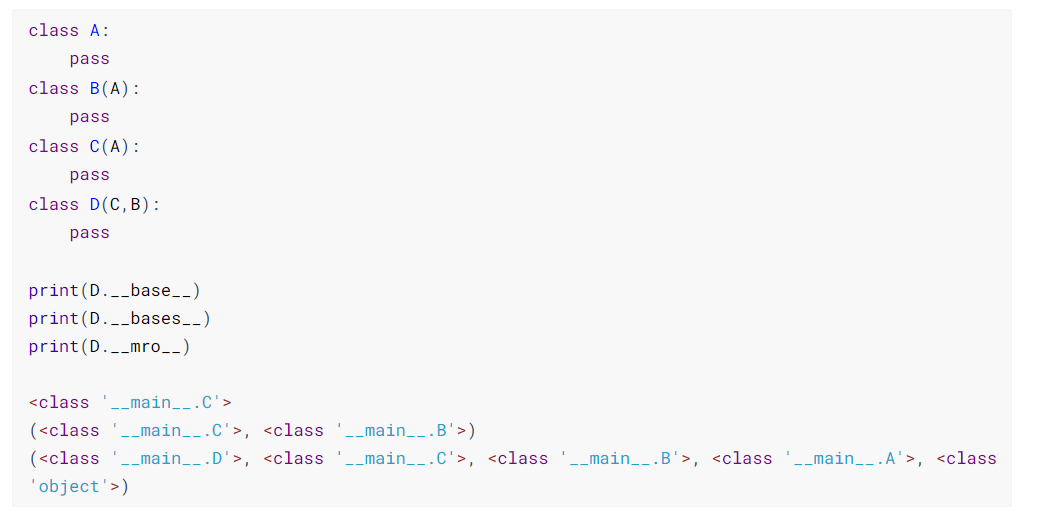 class A:
    pass
class B(A):
    pass
class C(A):
    pass
class D(C,B):
    pass

print(D.__base__)
print(D.__bases__)
print(D.__mro__)

<class '__main__.C'>
(<class '__main__.C'>, <class '__main__.B'>)
(<class '__main__.D'>, <class '__main__.C'>, <class '__main__.B'>, <class '__main__.A'>, <class
'object'>)